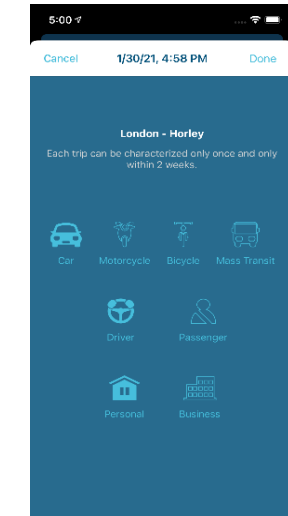 5:00
Cancel 1/30/21, 4:58 PM Done
London - Horley
Each trip can be characterized only once and only
within 2 weeks.
Car Motorcycle Bicycle Mass Transit
Driver Passenger
Personal Business